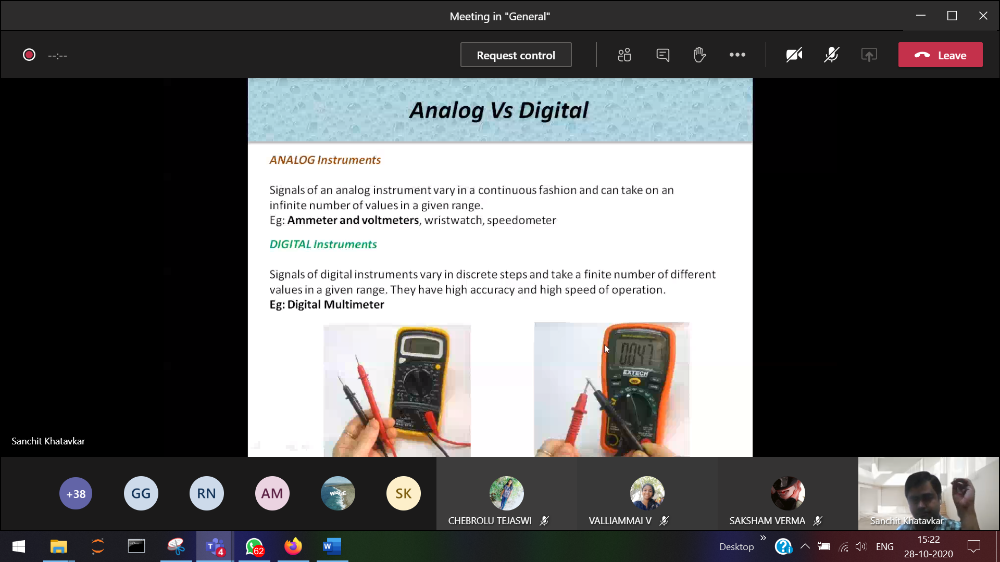 Meeting in "General"
--:--
Request control
Leave
Analog Vs Digital
ANALOG Instruments
Signals of an analog instrument vary in a continuous fashion and can take on an
infinite number of values in a given range.
Eg: Ammeter and voltmeters, wristwatch, speedometer
DIGITAL Instruments
Signals of digital instruments vary in discrete steps and take a finite number of different
values in a given range. They have high accuracy and high speed of operation.
Eg: Digital Multimeter
0047
EXTECH
Sanchit Khatavkar
+38
GG
RN
AM
WAVE
SK
CHEBROLU TEJASWI
VALLIAMMAI V
SAKSHAM VERMA
Sanchit Khatavkar
4
62
W
Desktop
ENG
15:22
28-10-2020